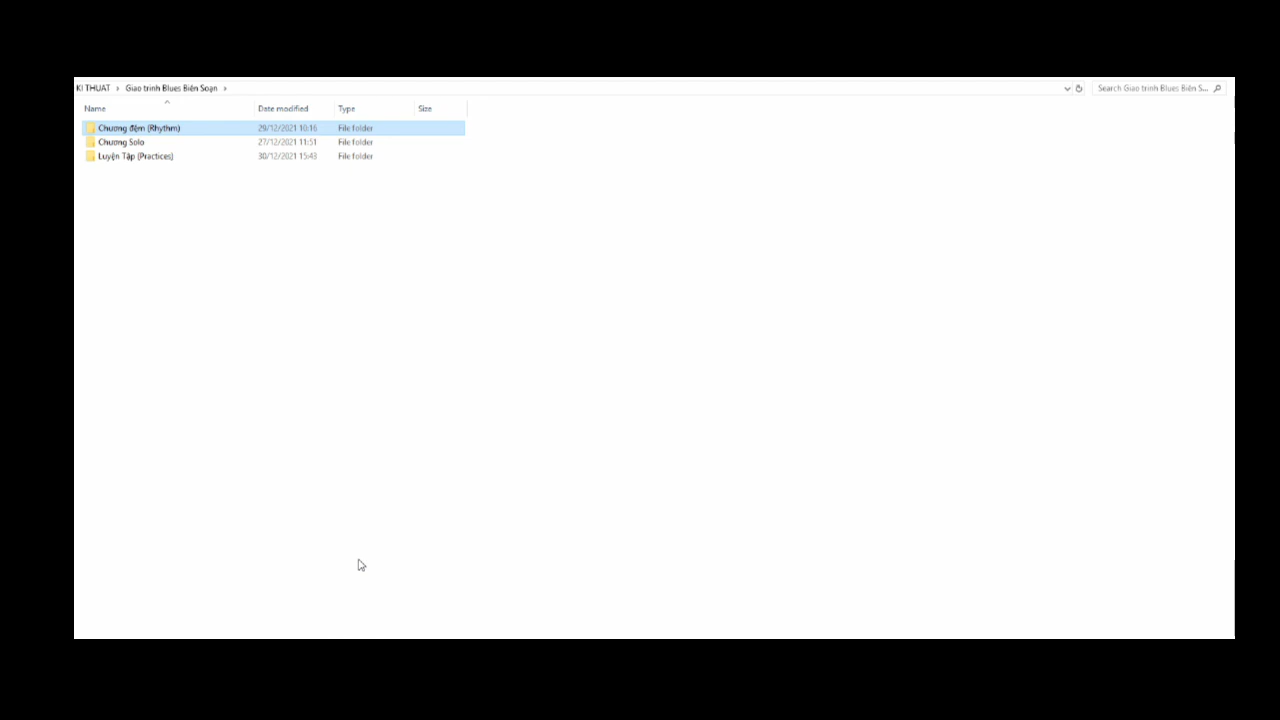 KI THUAT › Giao trinh Blues Biên Soạn ›
Search Giao trinh Blues Biên S...
Name Date modified Type Size
Chương đệm (Rhythm) 29/12/2021 10:16 File folder
Chương Solo 27/12/2021 11:51 File folder
Luyện Tập (Practices) 30/12/2021 15:43 File folder